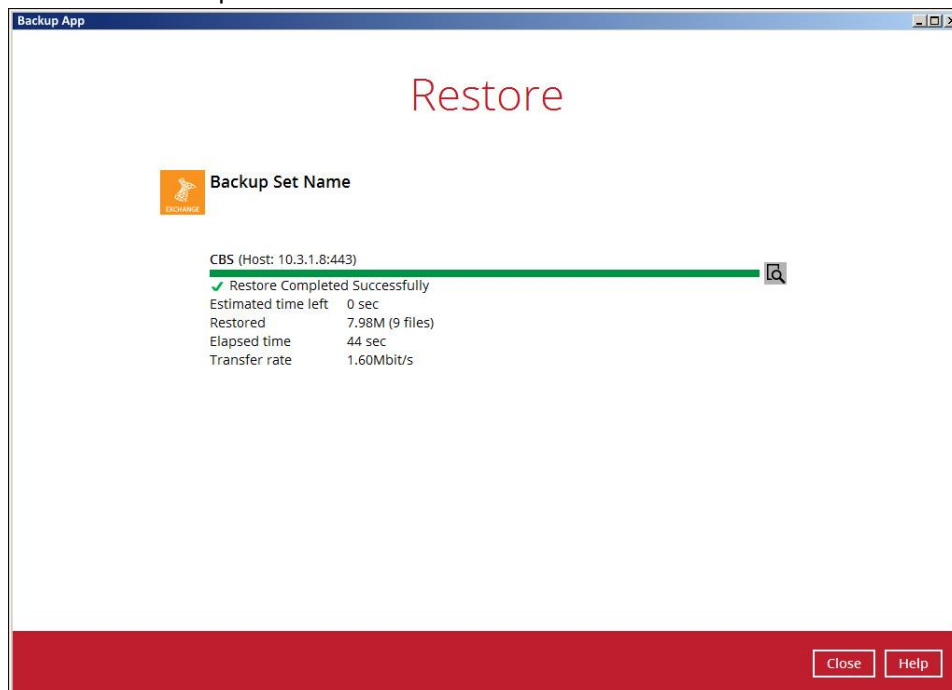 Backup App
Restore
Backup Set Name
EXCHANGE
CBS (Host: 10.3.1.8:443)
Restore Completed Successfully
Estimated time left 0 sec
Restored 7.98M (9 files)
Elapsed time 44 sec
Transfer rate 1.60Mbit/s
Close Help